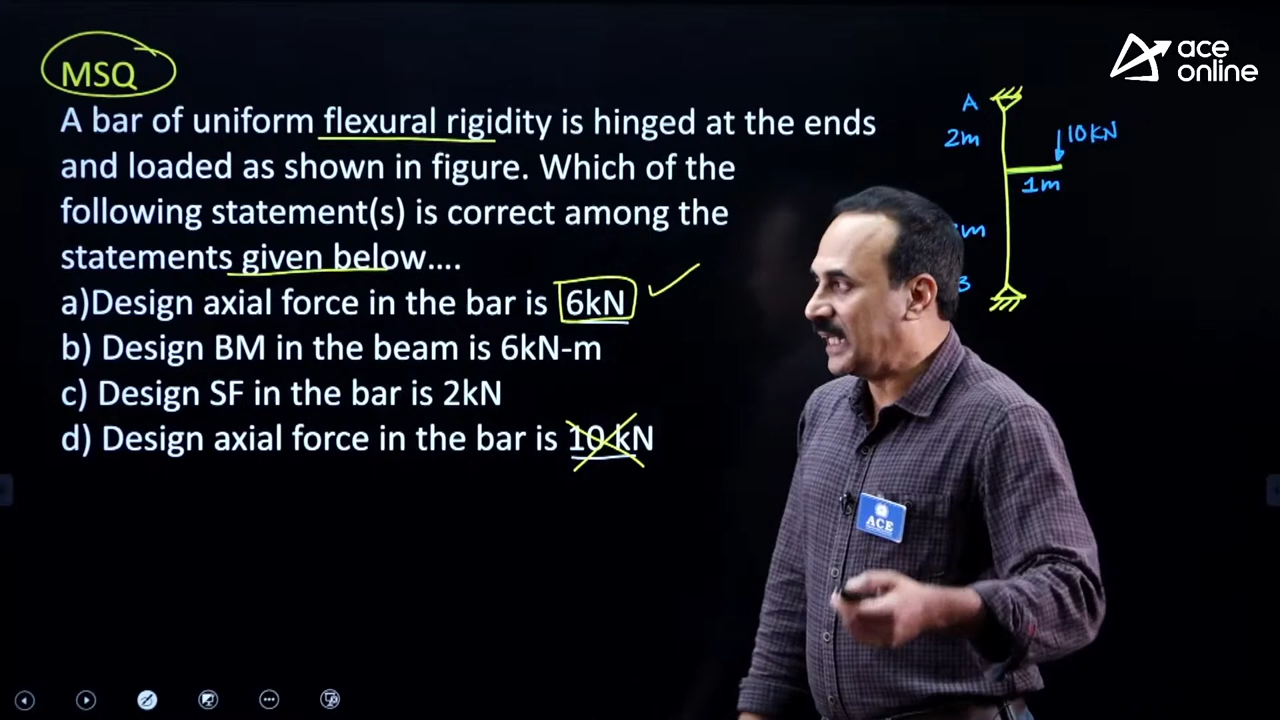 MSQ
A bar of uniform flexural rigidity is hinged at the ends
and loaded as shown in figure. Which of the
following statement(s) is correct among the
statements given below....
a)Design axial force in the bar is 6kN
b) Design BM in the beam is 6kN-m
c) Design SF in the bar is 2kN
d) Design axial force in the bar is 10 kN
A
2m
10KN
1m
m
ace
online
ACE